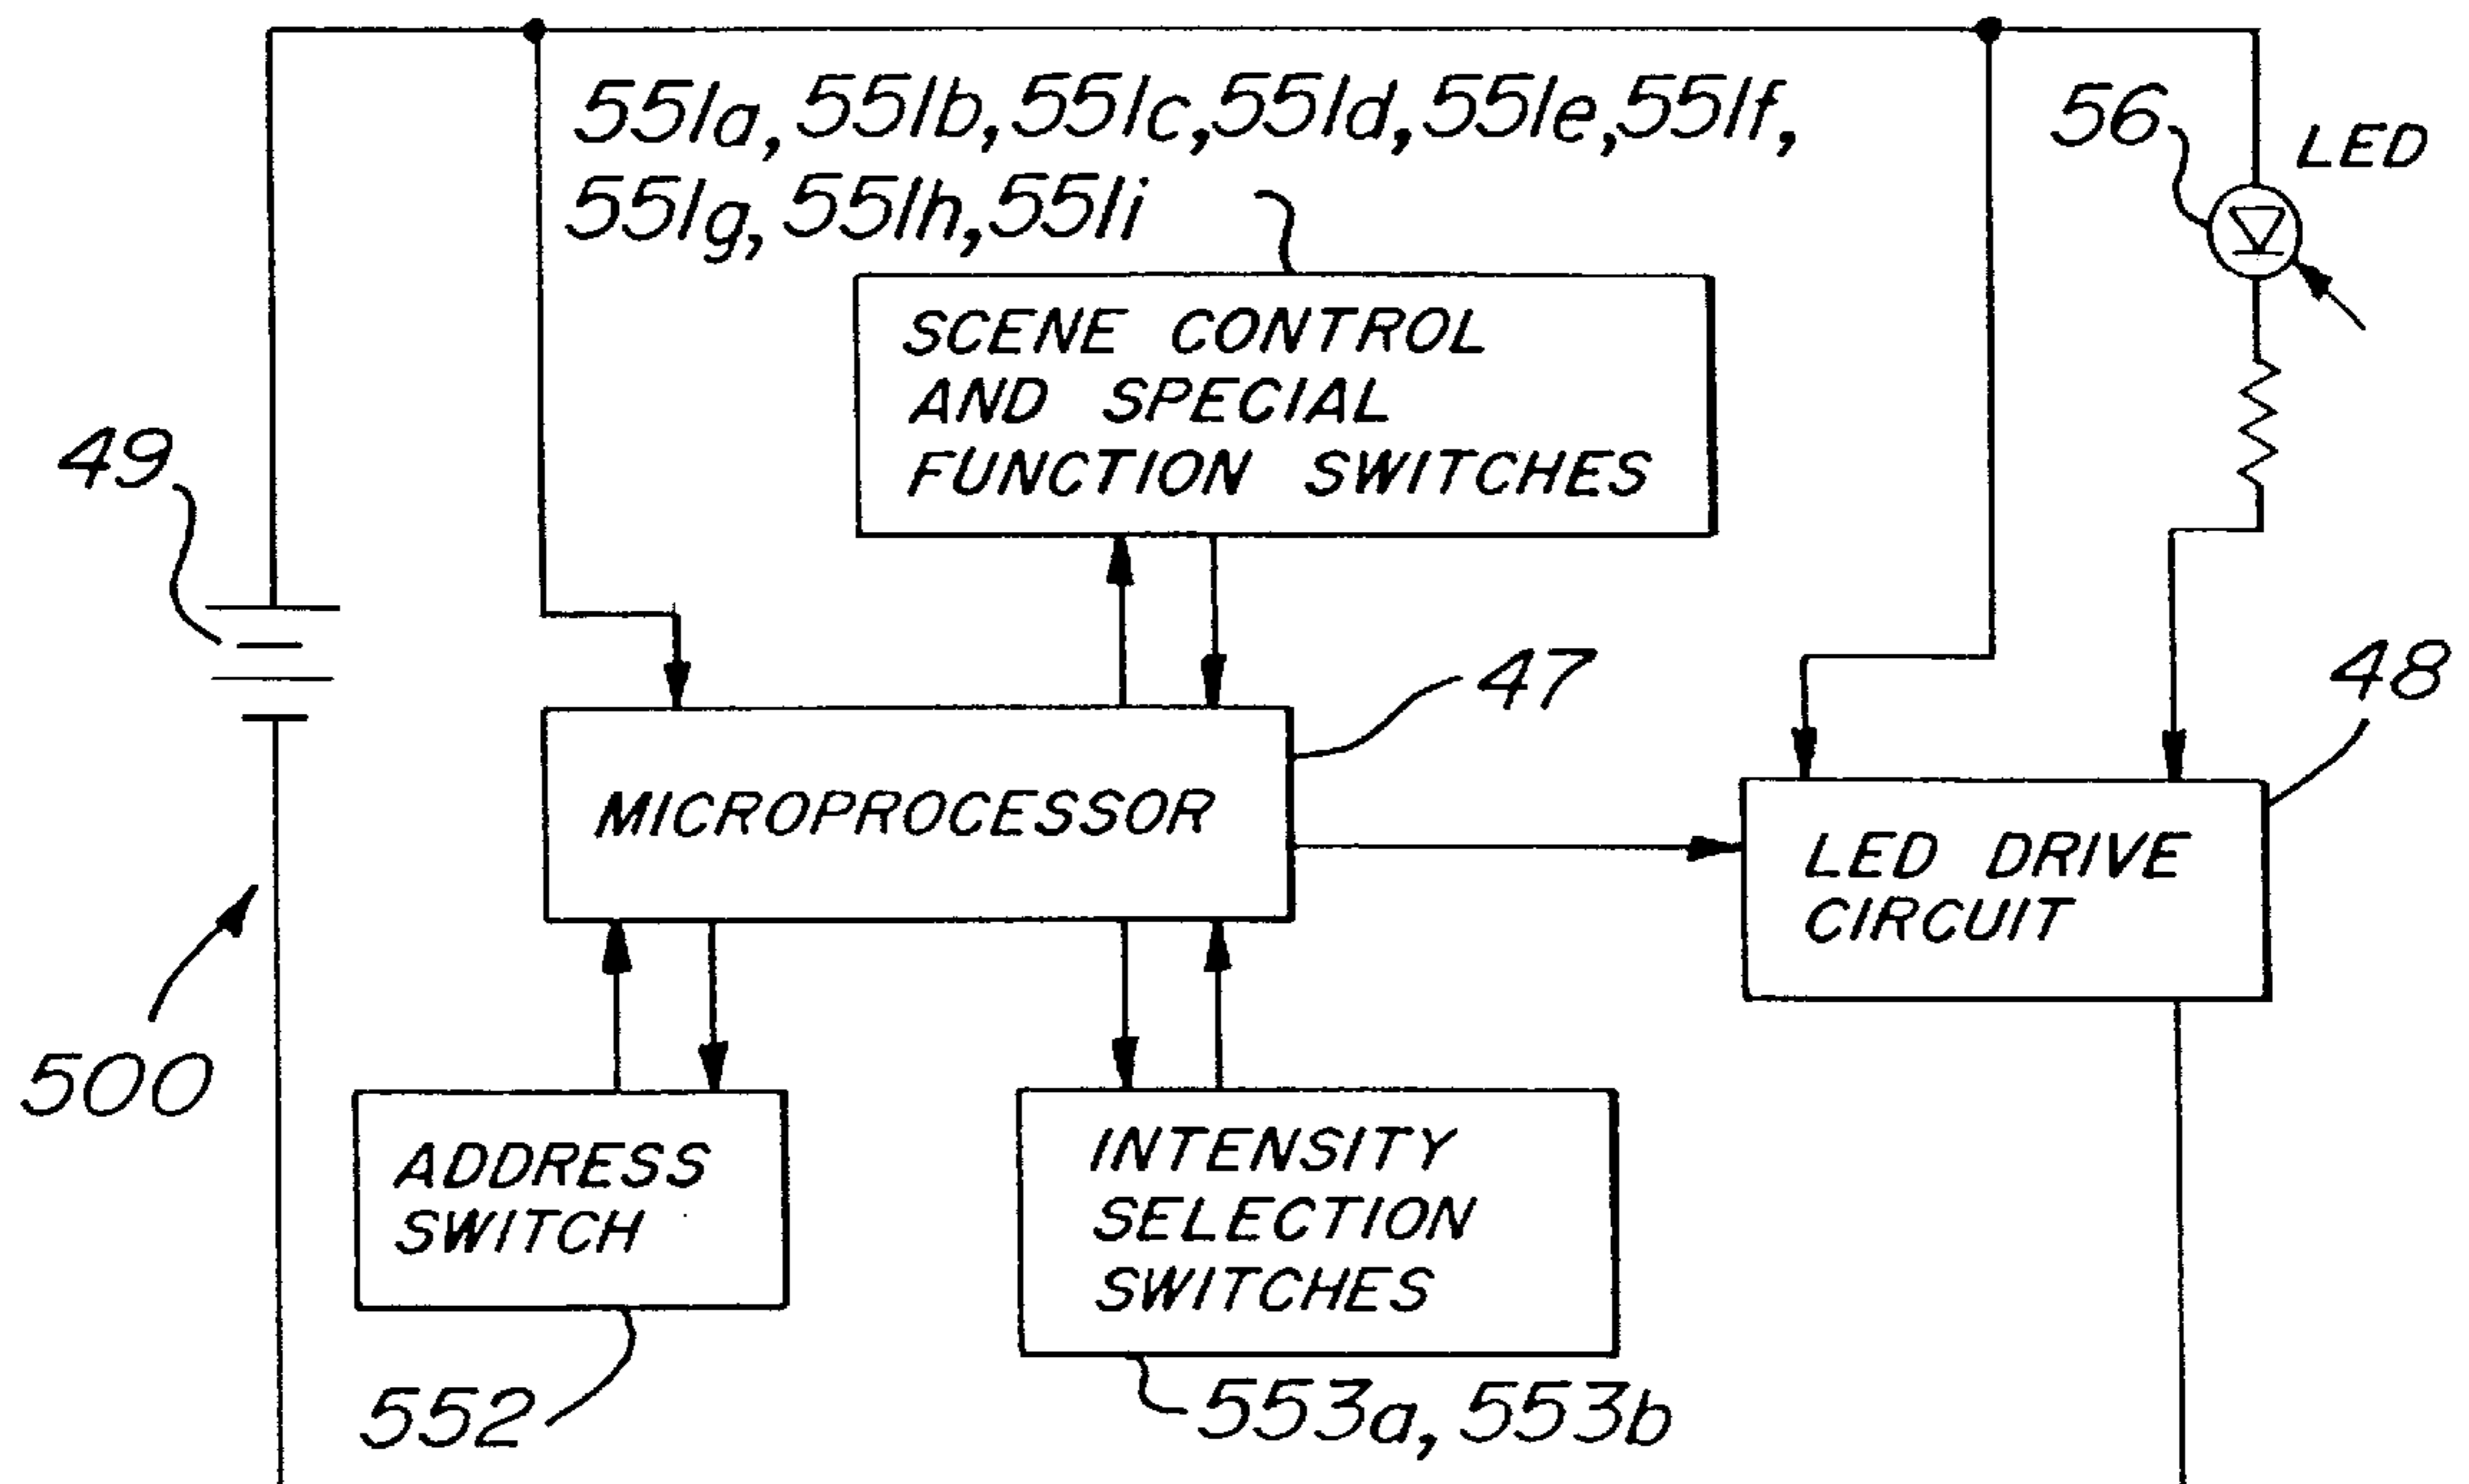 551a, 551b, 551c, 551d, 551e, 551f,
551g, 551h, 551i
56
LED
SCENE CONTROL
AND SPECIAL
FUNCTION SWITCHES
49
47
48
MICROPROCESSOR
LED DRIVE
CIRCUIT
500
ADDRESS
SWITCH
INTENSITY
SELECTION
SWITCHES
552
553a, 553b